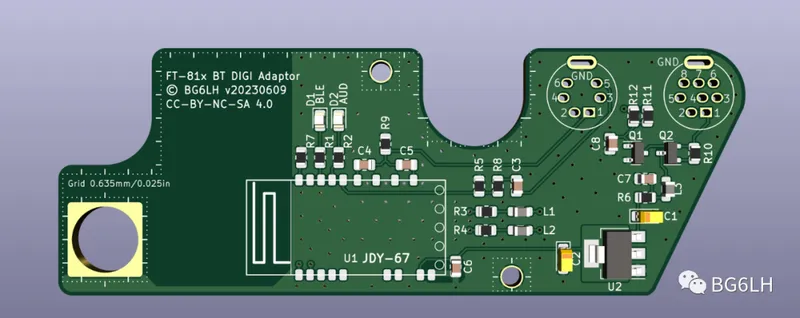 FT-81x BT DIGI Adaptor
© BG6LH v20230609
CC-BY-NC-SA 4.0
Grid 0.635mm/0.025in
D1
BLE
D2
AUD
R7
R1
R2
R9
C4
C5
R5
R8
C3
R3
L1
R4
L2
U1 JDY-67
C6
C2
U2
C1
R6
C7
L3
C8
Q1
Q2
R10
R12
R11
GND
6
5
4
3
2
1
GND
8
7
6
5
4
3
2
1
BG6LH